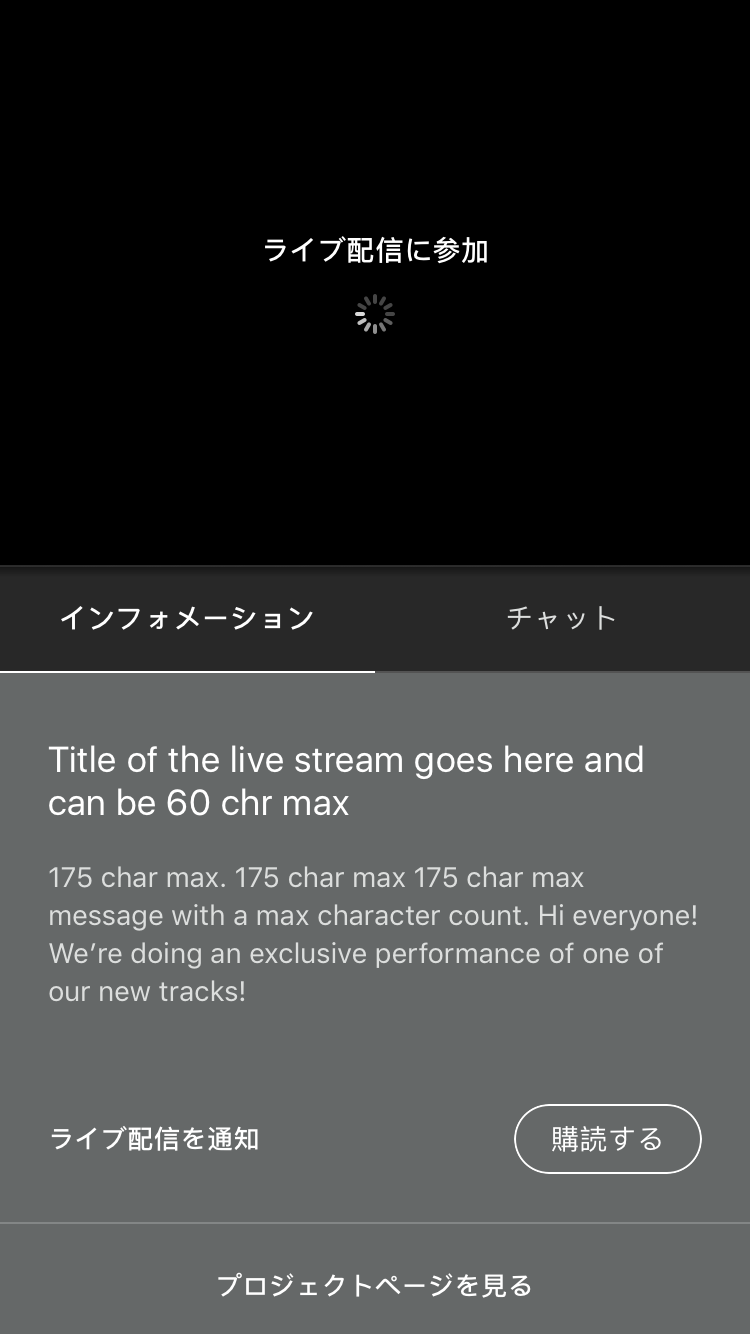 ライブ配信に参加
インフォメーション
チャット
Title of the live stream goes here and
can be 60 chr max
175 char max. 175 char max 175 char max
message with a max character count. Hi everyone!
We’re doing an exclusive performance of one of
our new tracks!
ライブ配信を通知
購読する
プロジェクトページを見る